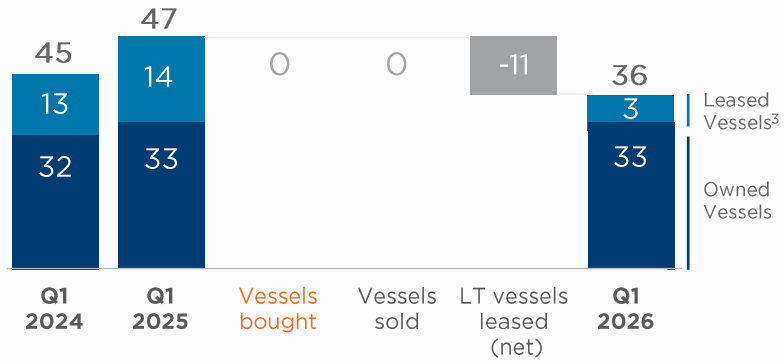 45
47
36
13
14
0
0
-11
3
32
33
33
Leased
Vessels3
Owned
Vessels
Q1
2024
Q1
2025
Vessels
bought
Vessels
sold
LT vessels
leased
(net)
Q1
2026